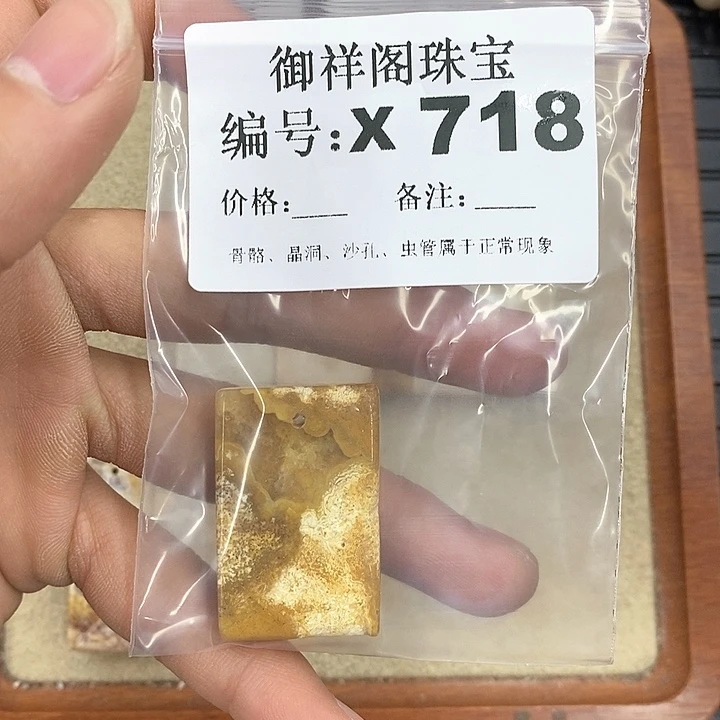 御祥阁珠宝
编号:X 718
价格:____ 备注:____
骨骼、晶洞、沙孔、虫管属于正常现象